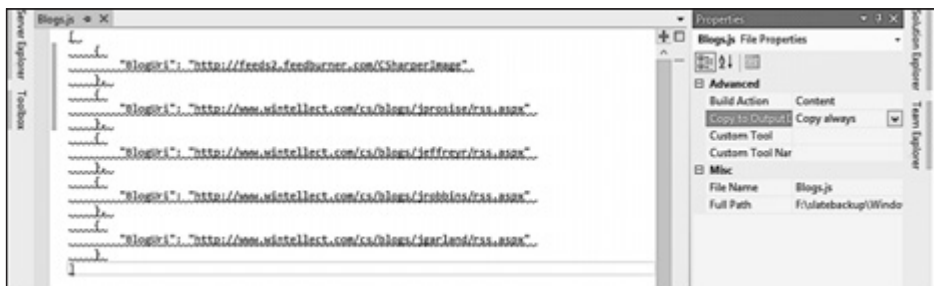 Server Explorer
Toolbox
Blogs.js
[
{
"BlogUri": "http://feeds2.feedburner.com/CSharperImage"
},
{
"BlogUri": "http://www.wintellect.com/cs/blogs/jprosise/rss.aspx"
},
{
"BlogUri": "http://www.wintellect.com/cs/blogs/jeffreyr/rss.aspx"
},
{
"BlogUri": "http://www.wintellect.com/cs/blogs/jrobbins/rss.aspx"
},
{
"BlogUri": "http://www.wintellect.com/cs/blogs/jgarland/rss.aspx"
}
]
Properties
Blogs.js File Properties
Advanced
Build Action Content
Copy to Output Copy always
Custom Tool
Custom Tool Nar
Misc
File Name Blogs.js
Full Path F:\slatebackup\Windo
Solution Explorer
Team Explorer